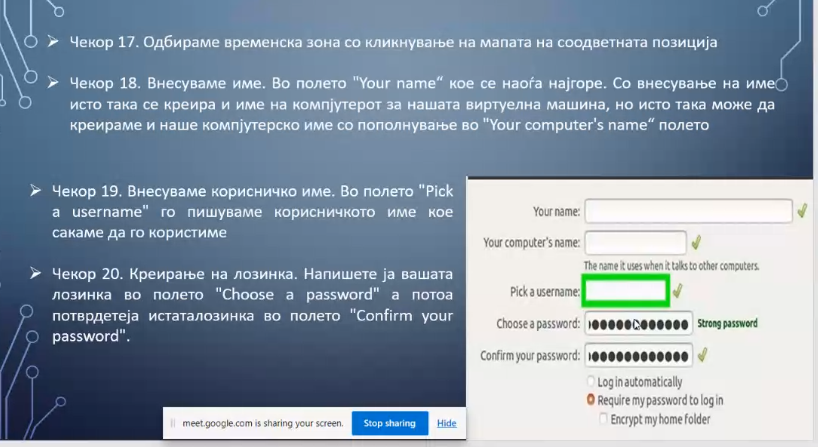 Чекор 17. Одбираме временска зона со кликнување на мапата на соодветната позиција
Чекор 18. Внесуваме име. Во полето "Your name“ кое се наоѓа најгоре. Со внесување на име
исто така се креира и име на компјутерот за нашата виртуелна машина, но исто така може да
креираме и наше компјутерско име со пополнување во "Your computer's name“ полето
Чекор 19. Внесуваме корисничко име. Во полето "Pick
a username" го пишуваме корисничкото име кое
сакаме да го користиме
Чекор 20. Креирање на лозинка. Напишете ја вашата
лозинка во полето "Choose a password" а потоа
потврдетеја истаталозинка во полето "Confirm your
password".
Your name:
Your computer's name:
The name it uses when it talks to other computers.
Pick a username:
Choose a password: Strong password
Confirm your password:
Log in automatically
Require my password to log in
Encrypt my home folder
meet.google.com is sharing your screen. Stop sharing Hide